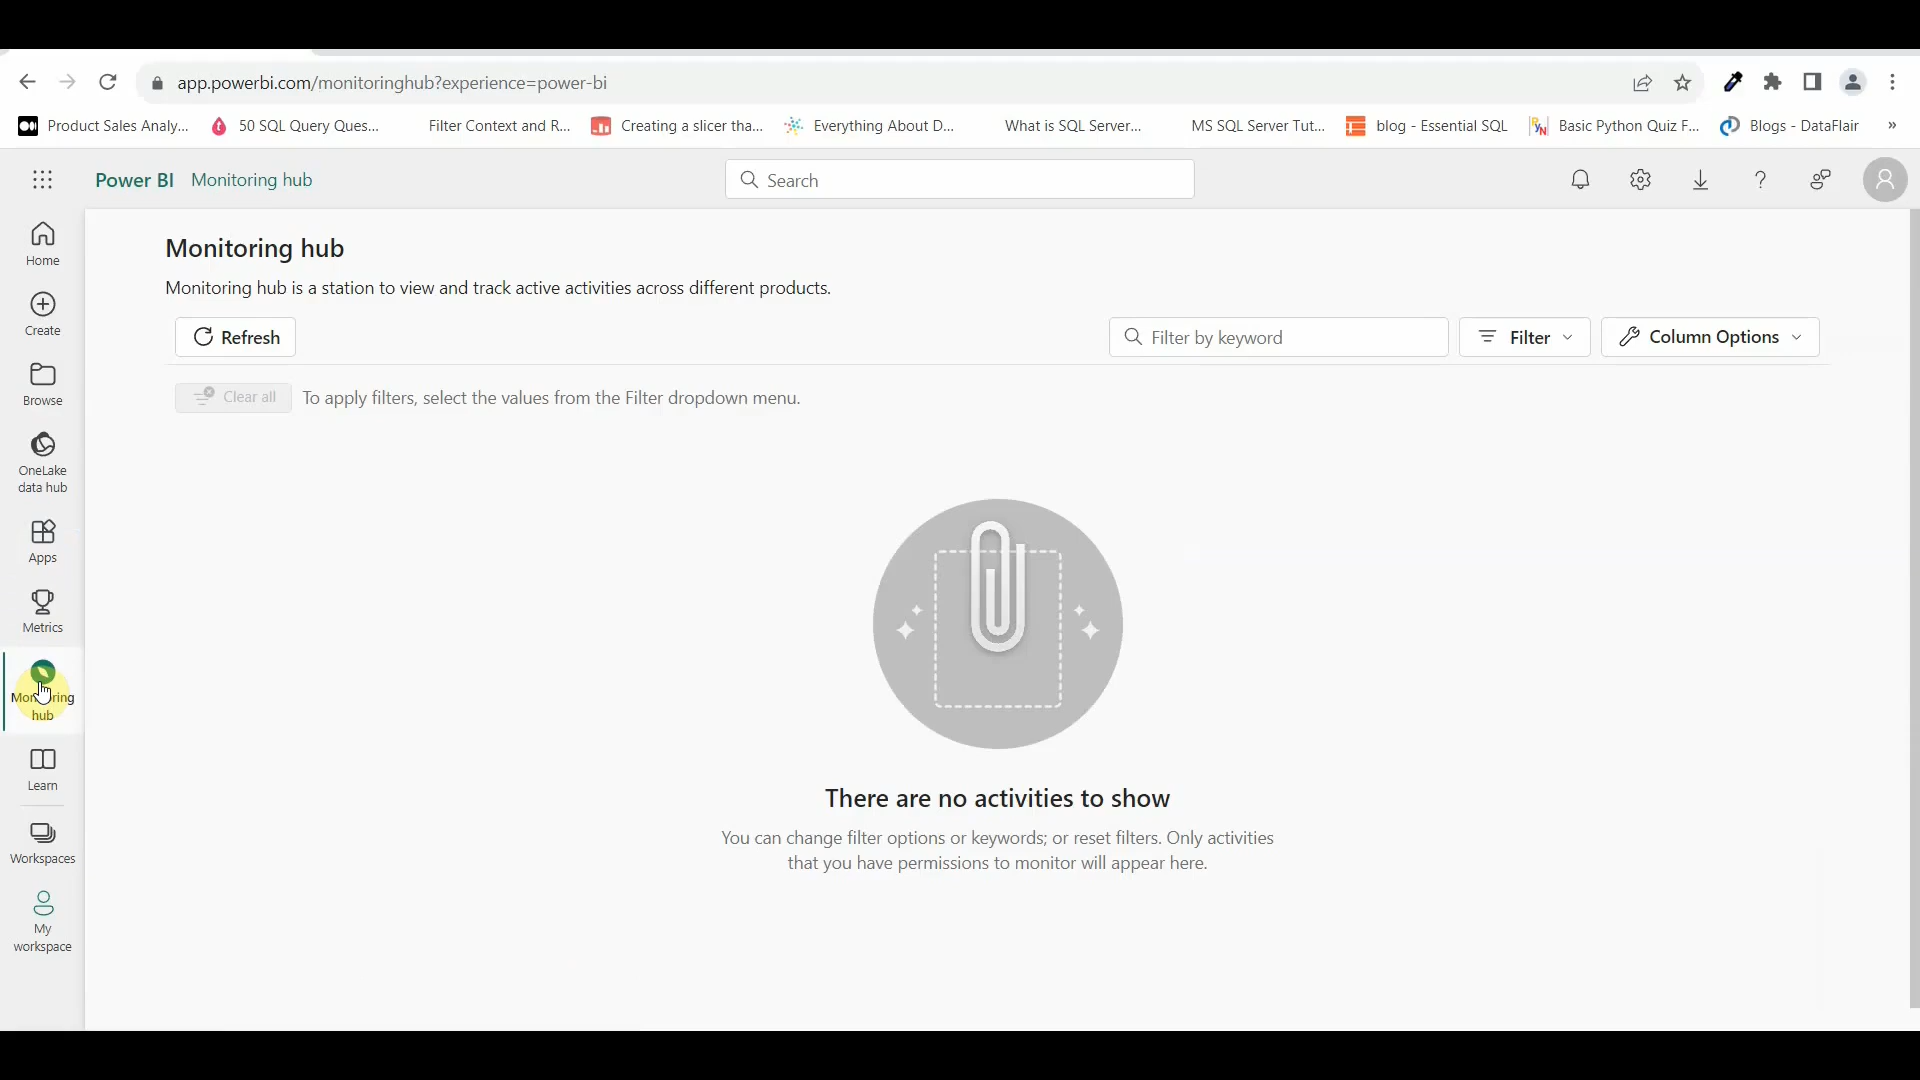 app.powerbi.com/monitoringhub?experience=power-bi
Product Sales Analy... 50 SQL Query Ques... Filter Context and R... Creating a slicer tha... Everything About D... What is SQL Server... MS SQL Server Tut... blog - Essential SQL Basic Python Quiz F... Blogs - DataFlair »
Power BI Monitoring hub Search
Home
Create
Browse
OneLake
data hub
Apps
Metrics
hub
Learn
Workspaces
My
workspace
Monitoring hub
Monitoring hub is a station to view and track active activities across different products.
Refresh Filter by keyword Filter Column Options
Clear all To apply filters, select the values from the Filter dropdown menu.
There are no activities to show
You can change filter options or keywords; or reset filters. Only activities
that you have permissions to monitor will appear here.